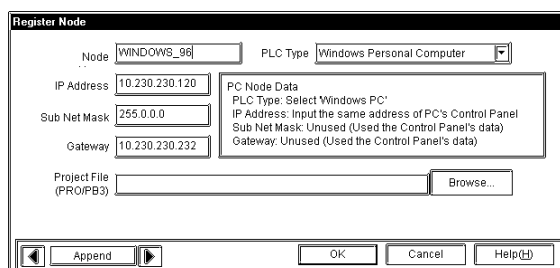 Register Node
Node WINDOWS_96 PLC Type Windows Personal Computer
IP Address 10.230.230.120
Sub Net Mask 255.0.0.0
Gateway 10.230.230.232
PC Node Data
PLC Type: Select 'Windows PC'
IP Address: Input the same address of PC's Control Panel
Sub Net Mask: Unused (Used the Control Panel's data)
Gateway: Unused (Used the Control Panel's data)
Project File
(PRO/PB3)
Browse...
Append OK Cancel Help(H)